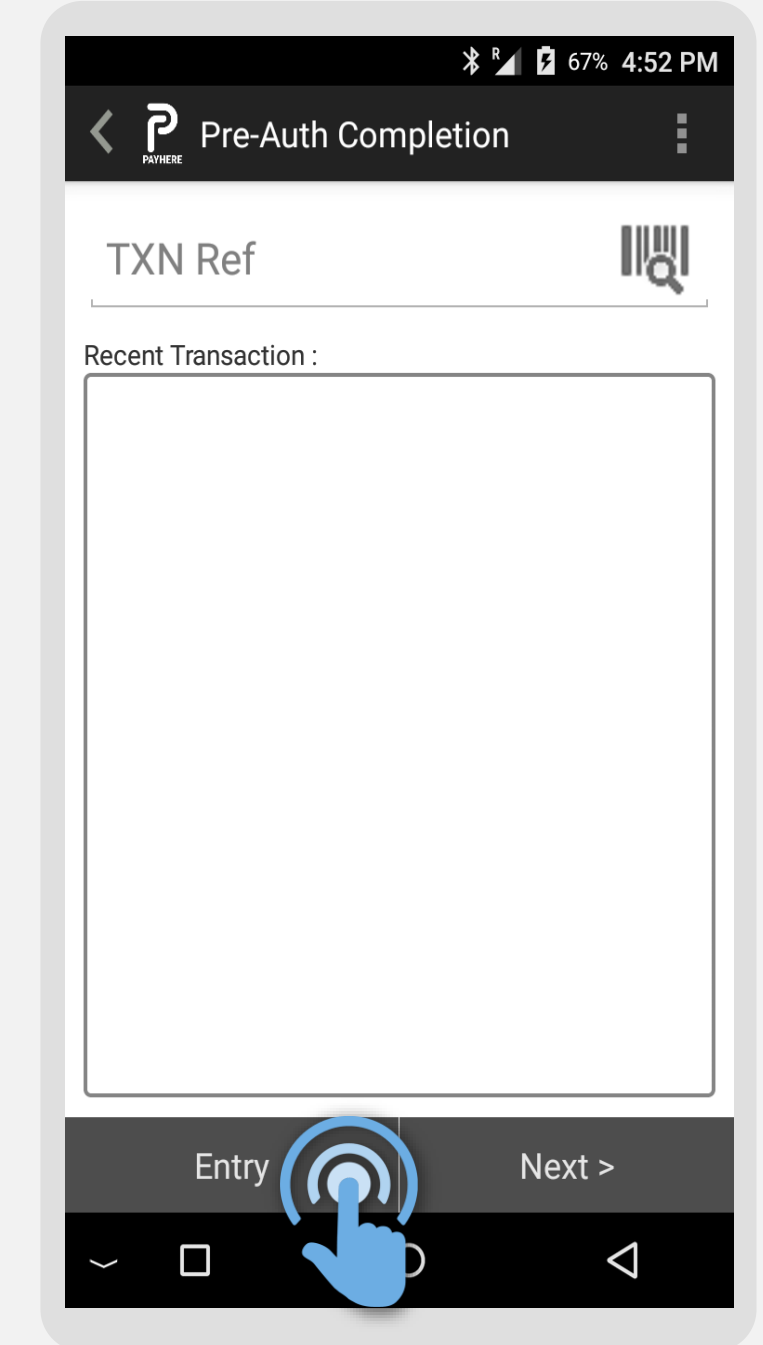 R 67% 4:52 PM
PAYHERE Pre-Auth Completion
TXN Ref
Recent Transaction :
Entry Next >